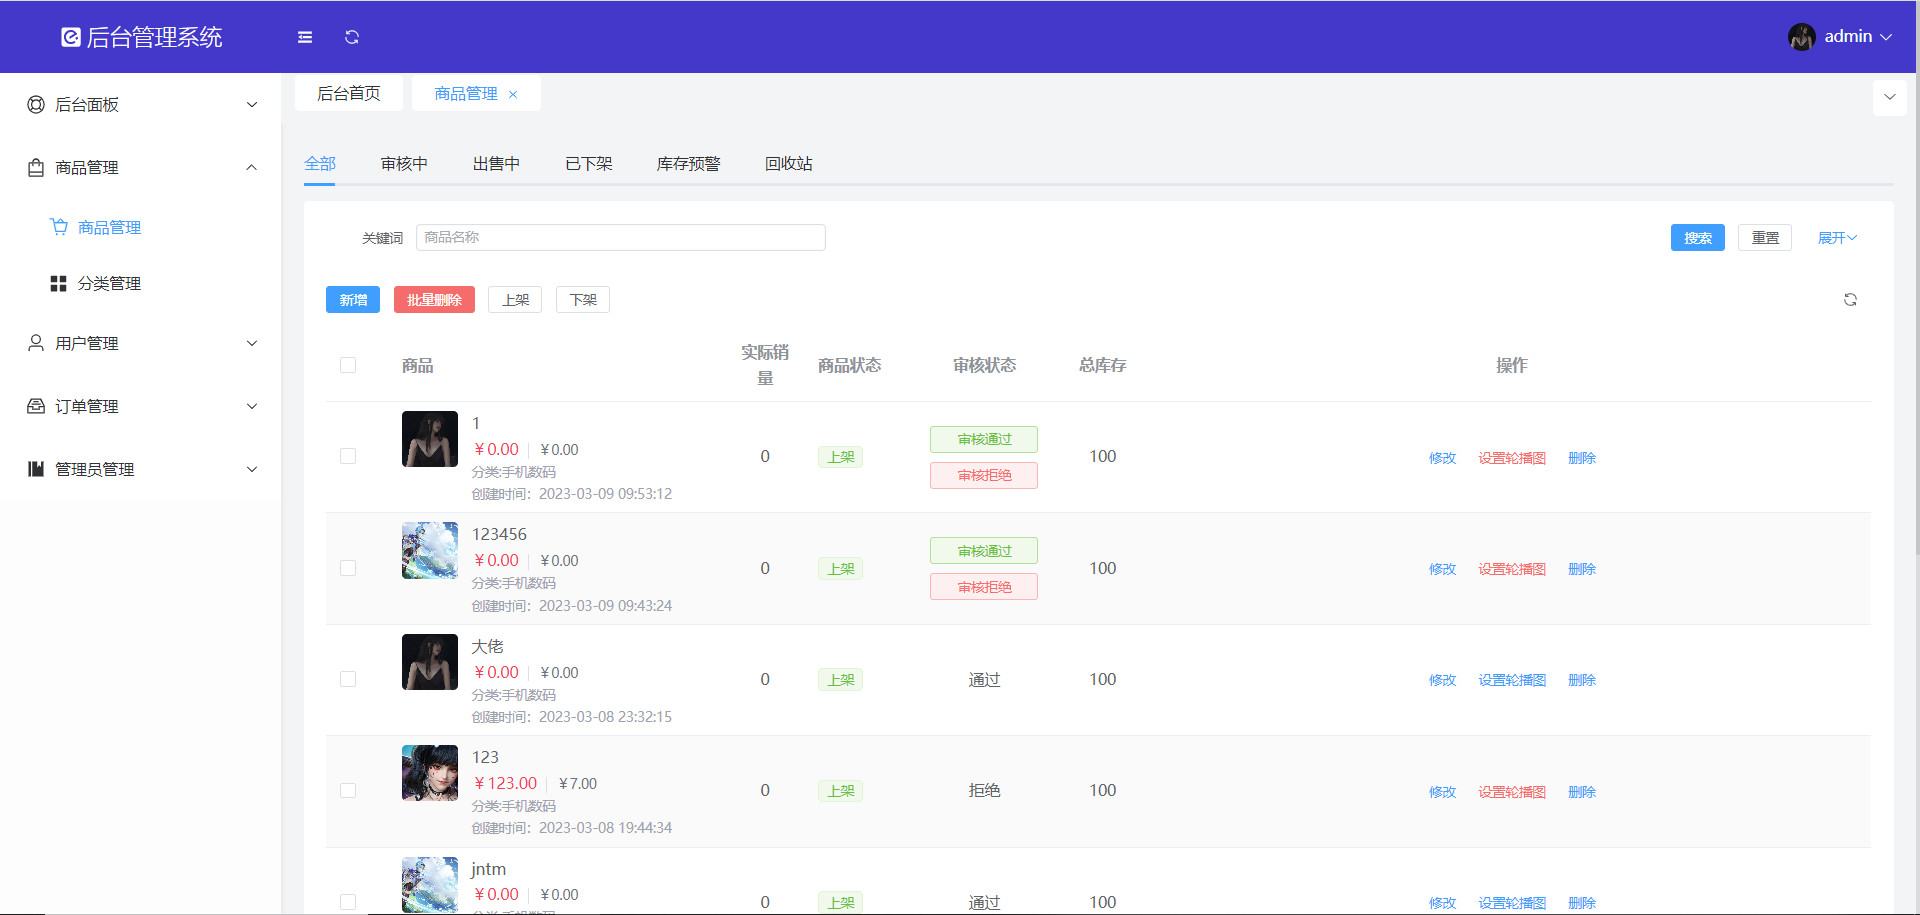 后台管理系统
admin
后台面板
商品管理
商品管理
分类管理
用户管理
订单管理
管理员管理
后台首页
商品管理
全部 审核中 出售中 已下架 库存预警 回收站
关键词 商品名称 搜索 重置 展开
新增 批量删除 上架 下架
商品 实际销量 商品状态 审核状态 总库存 操作
1
￥0.00 ￥0.00
分类:手机数码
创建时间：2023-03-09 09:53:12
0 上架 审核通过 审核拒绝 100 修改 设置轮播图 删除
123456
￥0.00 ￥0.00
分类:手机数码
创建时间：2023-03-09 09:43:24
0 上架 审核通过 审核拒绝 100 修改 设置轮播图 删除
大佬
￥0.00 ￥0.00
分类:手机数码
创建时间：2023-03-08 23:32:15
0 上架 通过 100 修改 设置轮播图 删除
123
￥123.00 ￥7.00
分类:手机数码
创建时间：2023-03-08 19:44:34
0 上架 拒绝 100 修改 设置轮播图 删除
jntm
￥0.00 ￥0.00
0 上架 通过 100 修改 设置轮播图 删除